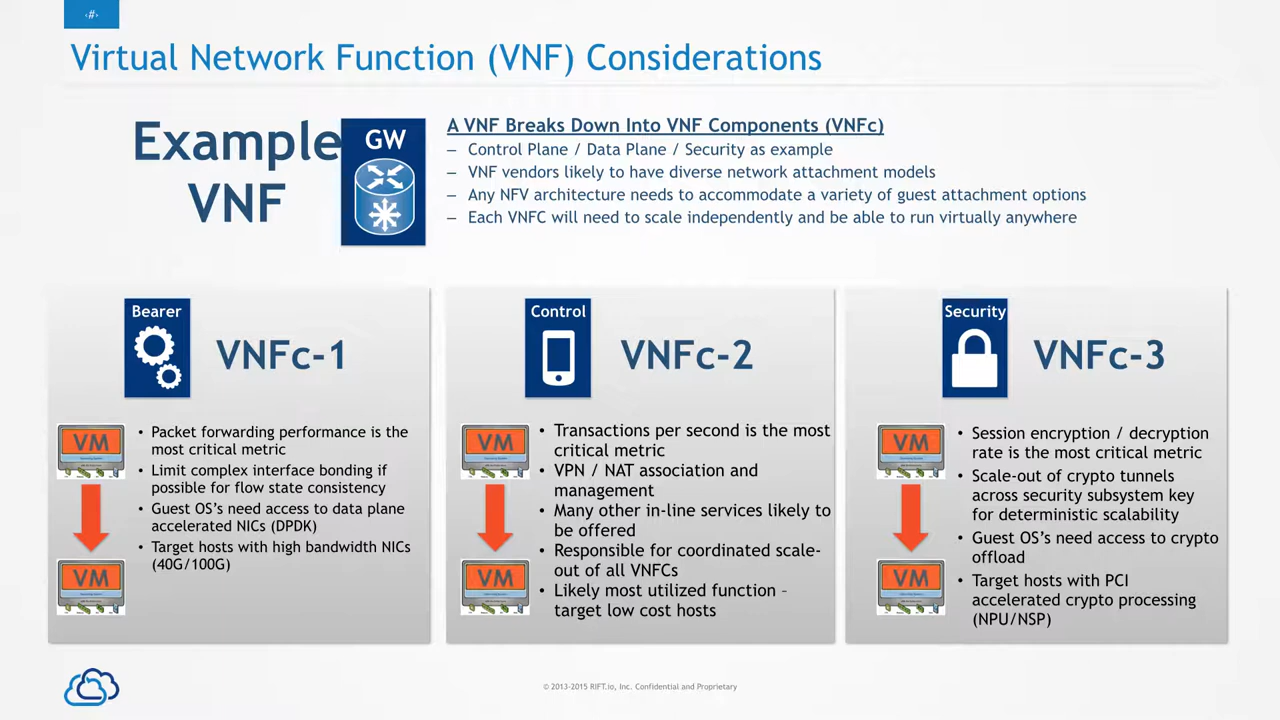 ‹#›
Virtual Network Function (VNF) Considerations
Example
VNF
GW
A VNF Breaks Down Into VNF Components (VNFc)
– Control Plane / Data Plane / Security as example
– VNF vendors likely to have diverse network attachment models
– Any NFV architecture needs to accommodate a variety of guest attachment options
– Each VNFC will need to scale independently and be able to run virtually anywhere
Bearer
VNFc-1
VM
VM
• Packet forwarding performance is the
most critical metric
• Limit complex interface bonding if
possible for flow state consistency
• Guest OS’s need access to data plane
accelerated NICs (DPDK)
• Target hosts with high bandwidth NICs
(40G/100G)
Control
VNFc-2
VM
VM
• Transactions per second is the most
critical metric
• VPN / NAT association and
management
• Many other in-line services likely to
be offered
• Responsible for coordinated scale-
out of all VNFCs
• Likely most utilized function –
target low cost hosts
Security
VNFc-3
VM
VM
• Session encryption / decryption
rate is the most critical metric
• Scale-out of crypto tunnels
across security subsystem key
for deterministic scalability
• Guest OS’s need access to crypto
offload
• Target hosts with PCI
accelerated crypto processing
(NPU/NSP)
© 2013-2015 RIFT.io, Inc. Confidential and Proprietary